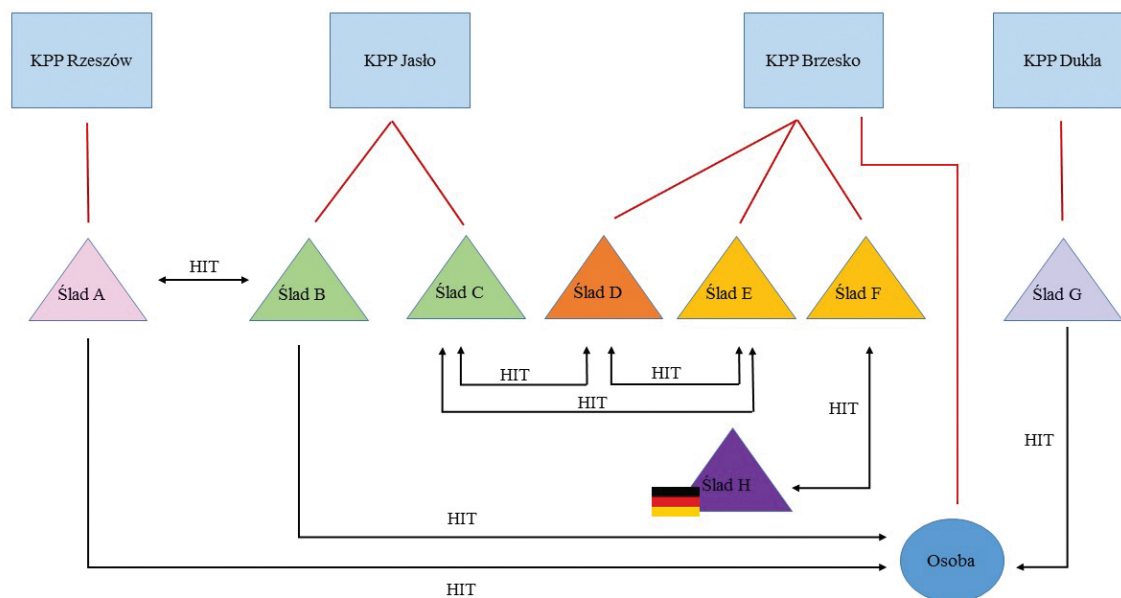 KPP Rzeszów
KPP Jasło
KPP Brzesko
KPP Dukla
Ślad A
HIT
Ślad B
Ślad C
Ślad D
Ślad E
Ślad F
Ślad G
HIT
HIT
HIT
HIT
HIT
Ślad H
HIT
Osoba
HIT